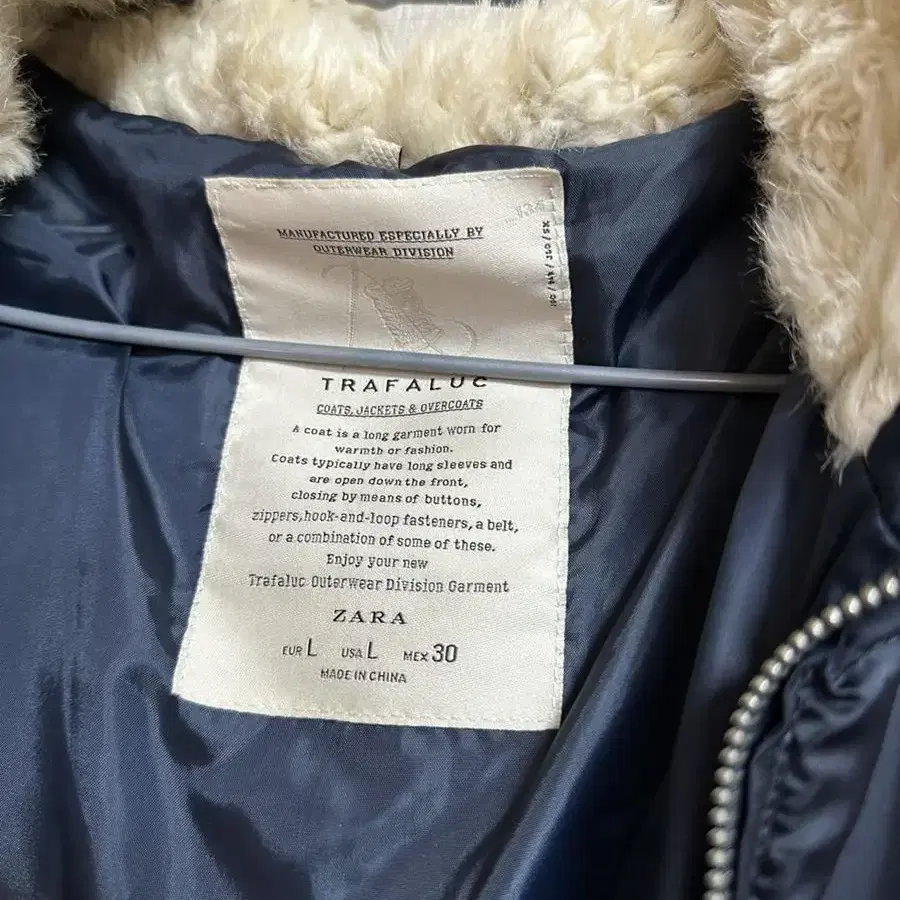 MANUFACTURED ESPECIALLY BY
OUTERWEAR DIVISION
TRAFALUC
COATS, JACKETS & OVERCOATS
A coat is a long garment worn for
warmth or fashion.
Coats typically have long sleeves and
are open down the front,
closing by means of buttons,
zippers,hook-and-loop fasteners, a belt,
or a combination of some of these.
Enjoy your new
Trafaluc Outerwear Division Garment
ZARA
EUR L USA L MEX 30
MADE IN CHINA